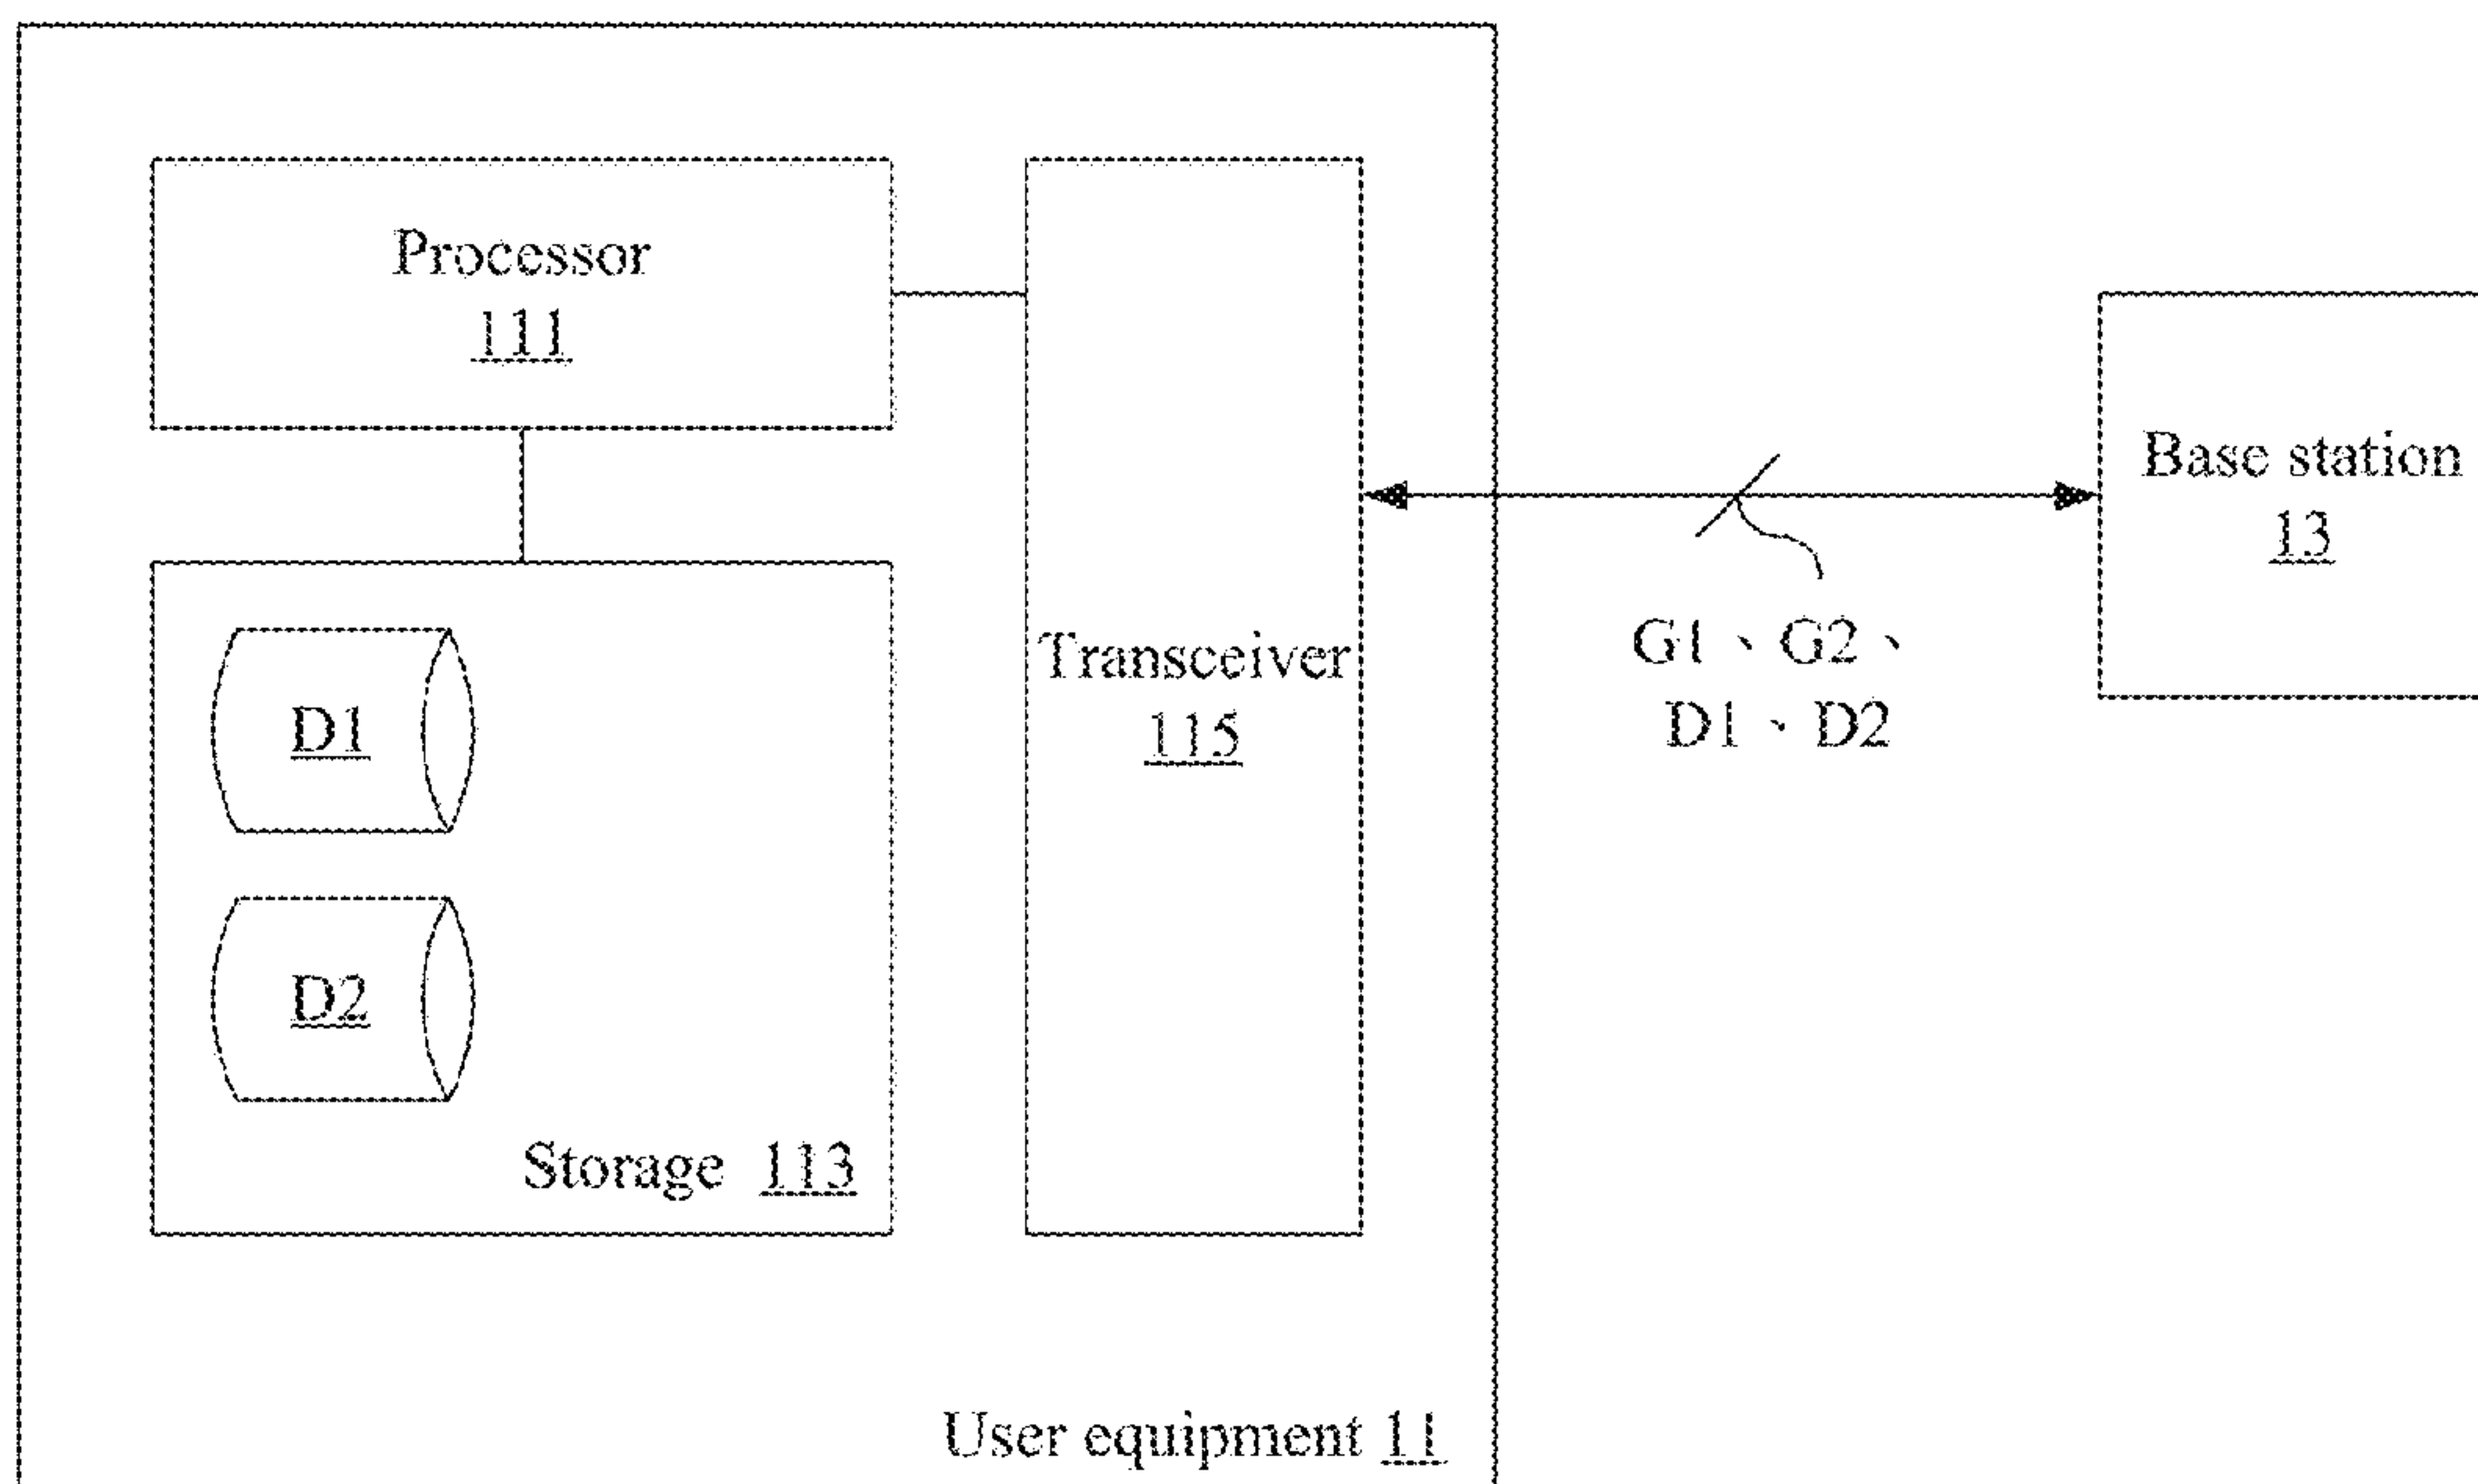 Processor
111
Base station
13
D1
Transceiver
115
G1、G2、
D1、D2
D2
Storage 113
User equipment 11